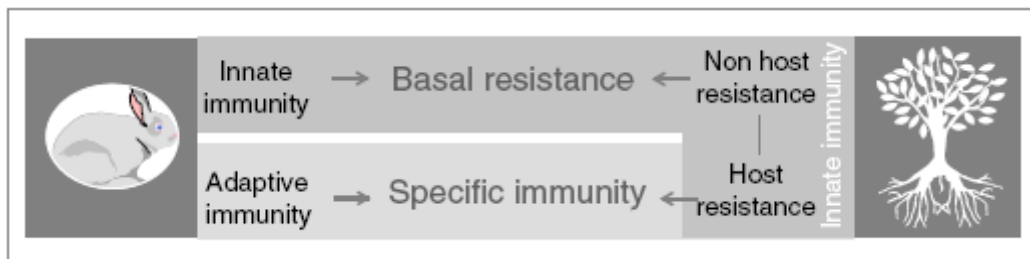 Innate
immunity
Basal resistance
Non host
resistance
Adaptive
immunity
Specific immunity
Host
resistance
Innate immunity